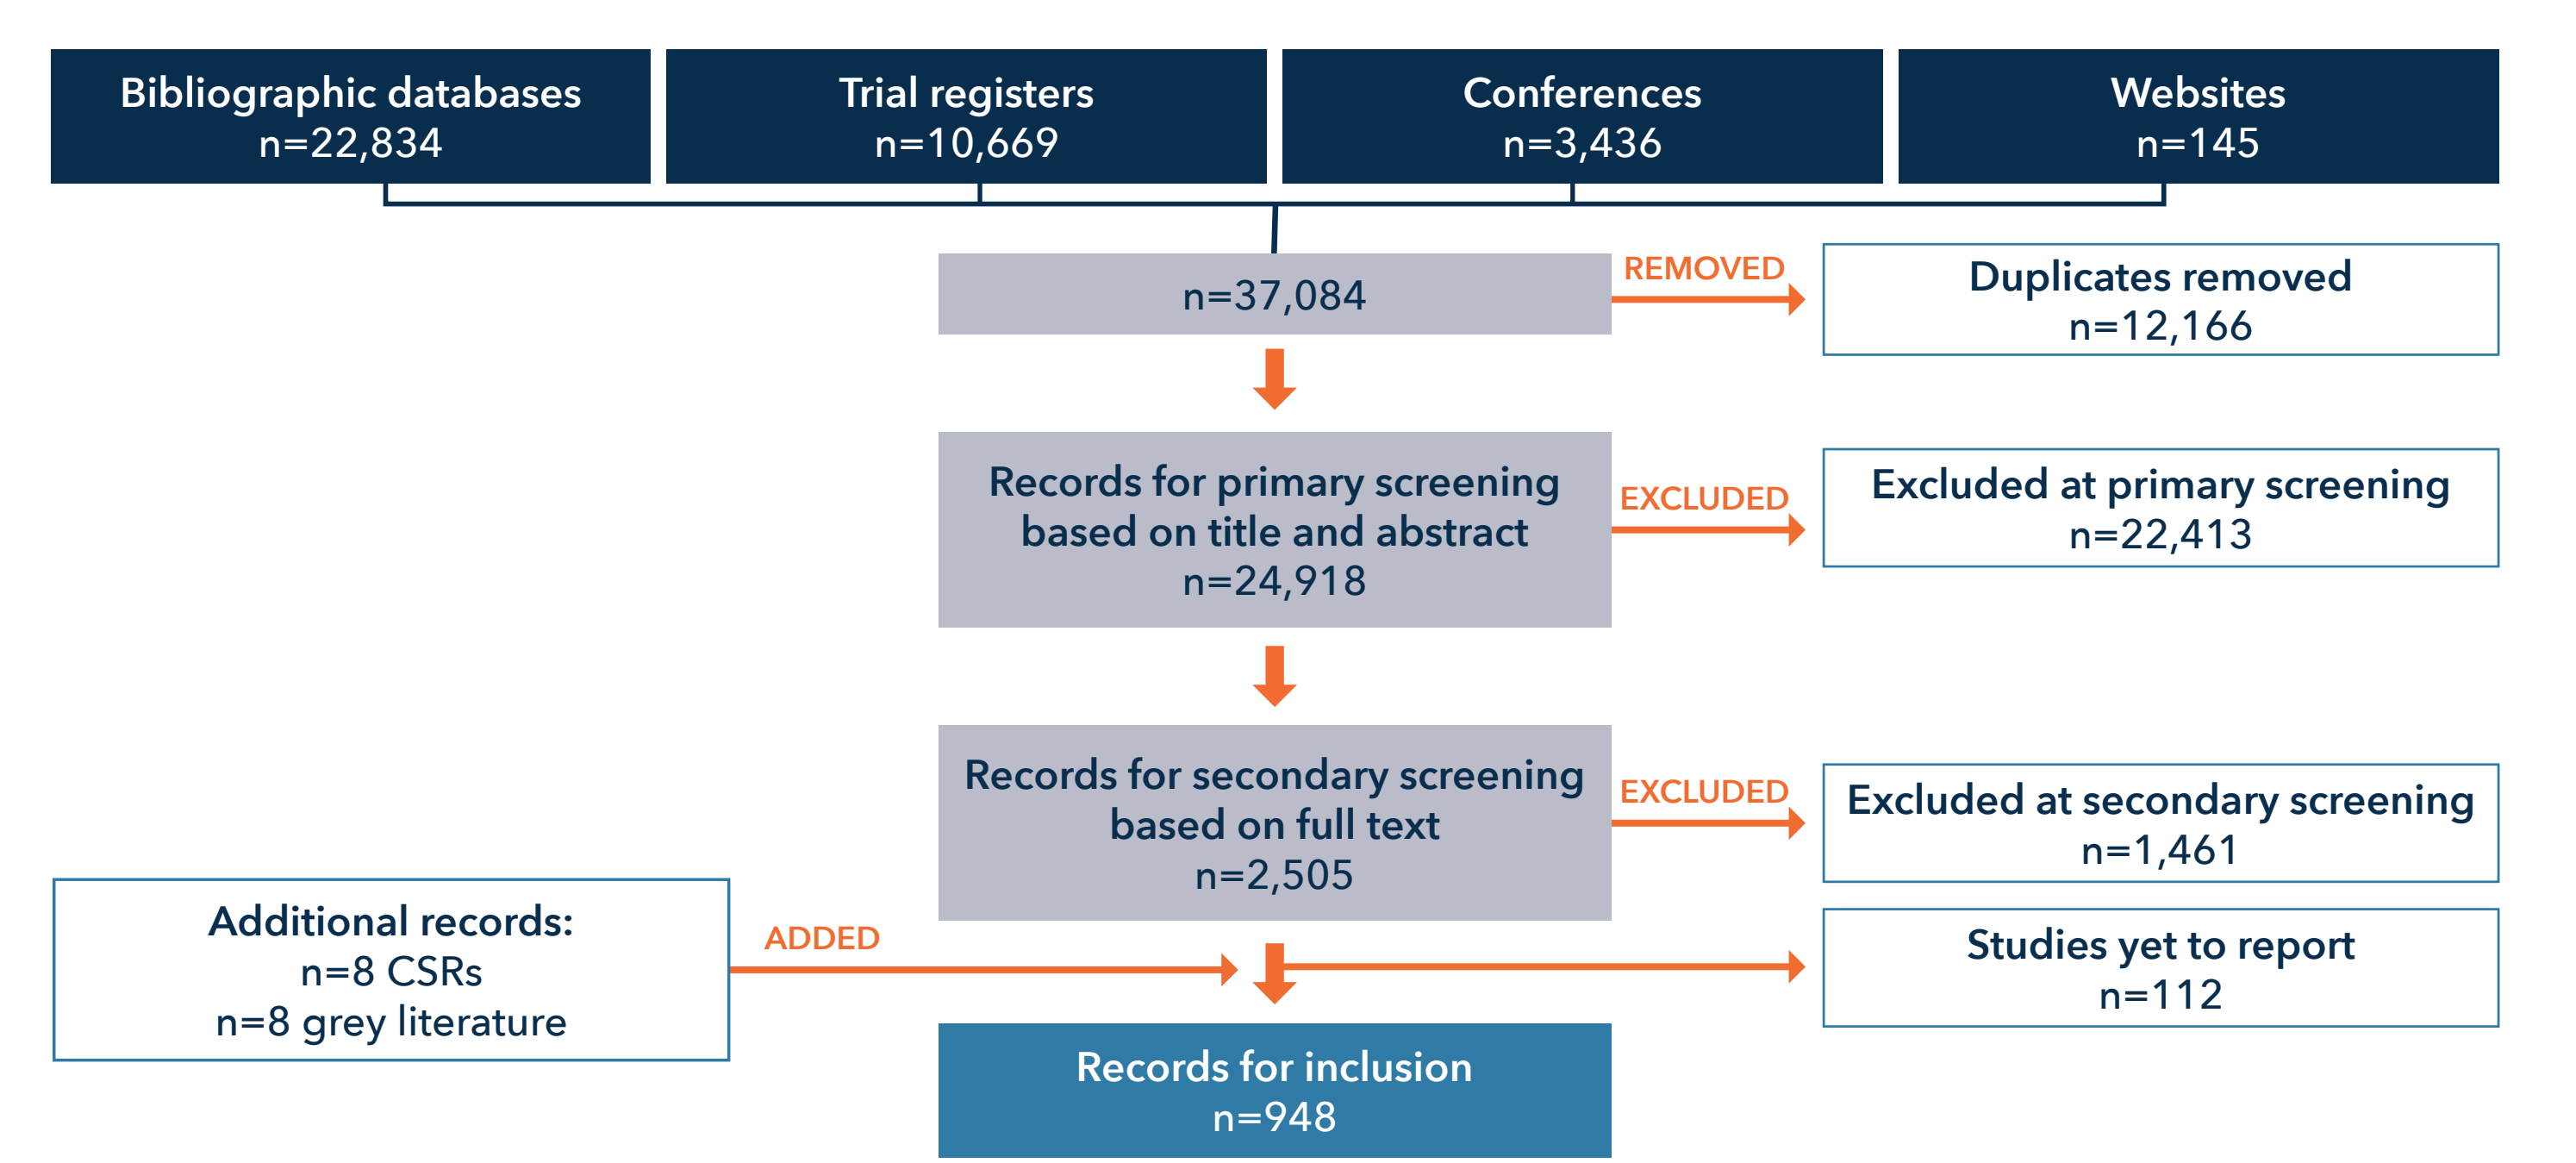 Bibliographic databases
n=22,834
Trial registers
n=10,669
Conferences
n=3,436
Websites
n=145
n=37,084
REMOVED
Duplicates removed
n=12,166
Records for primary screening
based on title and abstract
n=24,918
EXCLUDED
Excluded at primary screening
n=22,413
Records for secondary screening
based on full text
n=2,505
EXCLUDED
Excluded at secondary screening
n=1,461
Additional records:
n=8 CSRs
n=8 grey literature
ADDED
Studies yet to report
n=112
Records for inclusion
n=948